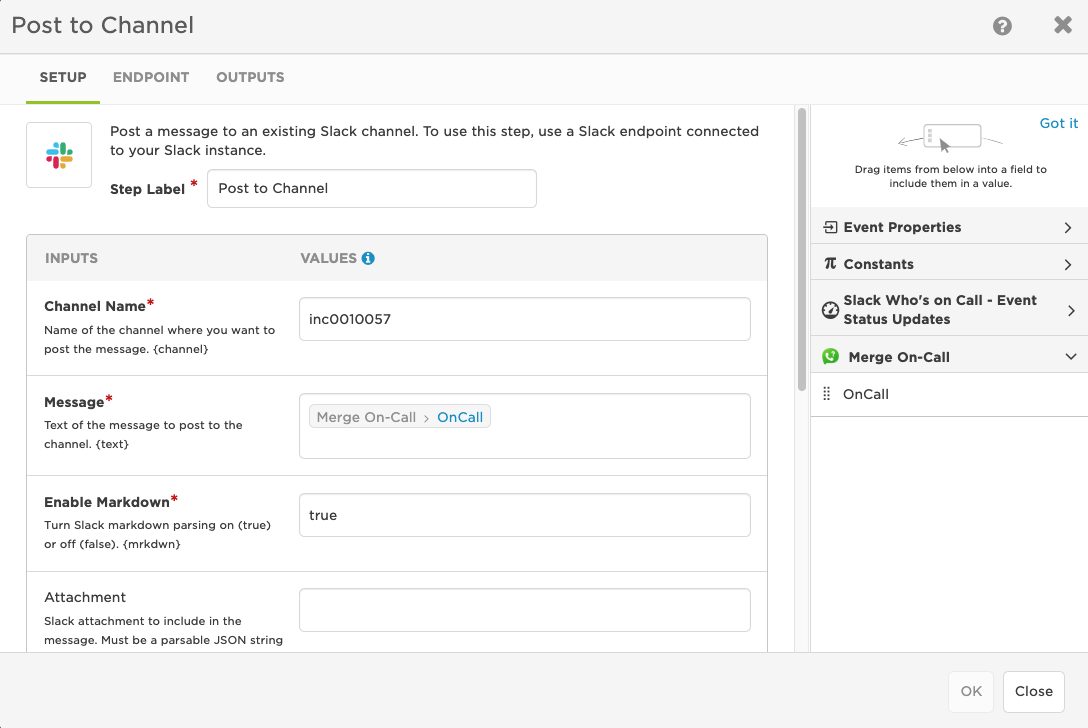 Post to Channel
SETUP ENDPOINT OUTPUTS
Post a message to an existing Slack channel. To use this step, use a Slack endpoint connected
to your Slack instance.
Step Label * Post to Channel
INPUTS VALUES
Channel Name*
Name of the channel where you want to
post the message. {channel}
inc0010057
Message*
Text of the message to post to the
channel. {text}
Merge On-Call › OnCall
Enable Markdown*
Turn Slack markdown parsing on (true)
or off (false). {mrkdwn}
true
Attachment
Slack attachment to include in the
message. Must be a parsable JSON string
Got it
Drag items from below into a field to
include them in a value.
Event Properties
π Constants
Slack Who's on Call - Event
Status Updates
Merge On-Call
OnCall
OK Close